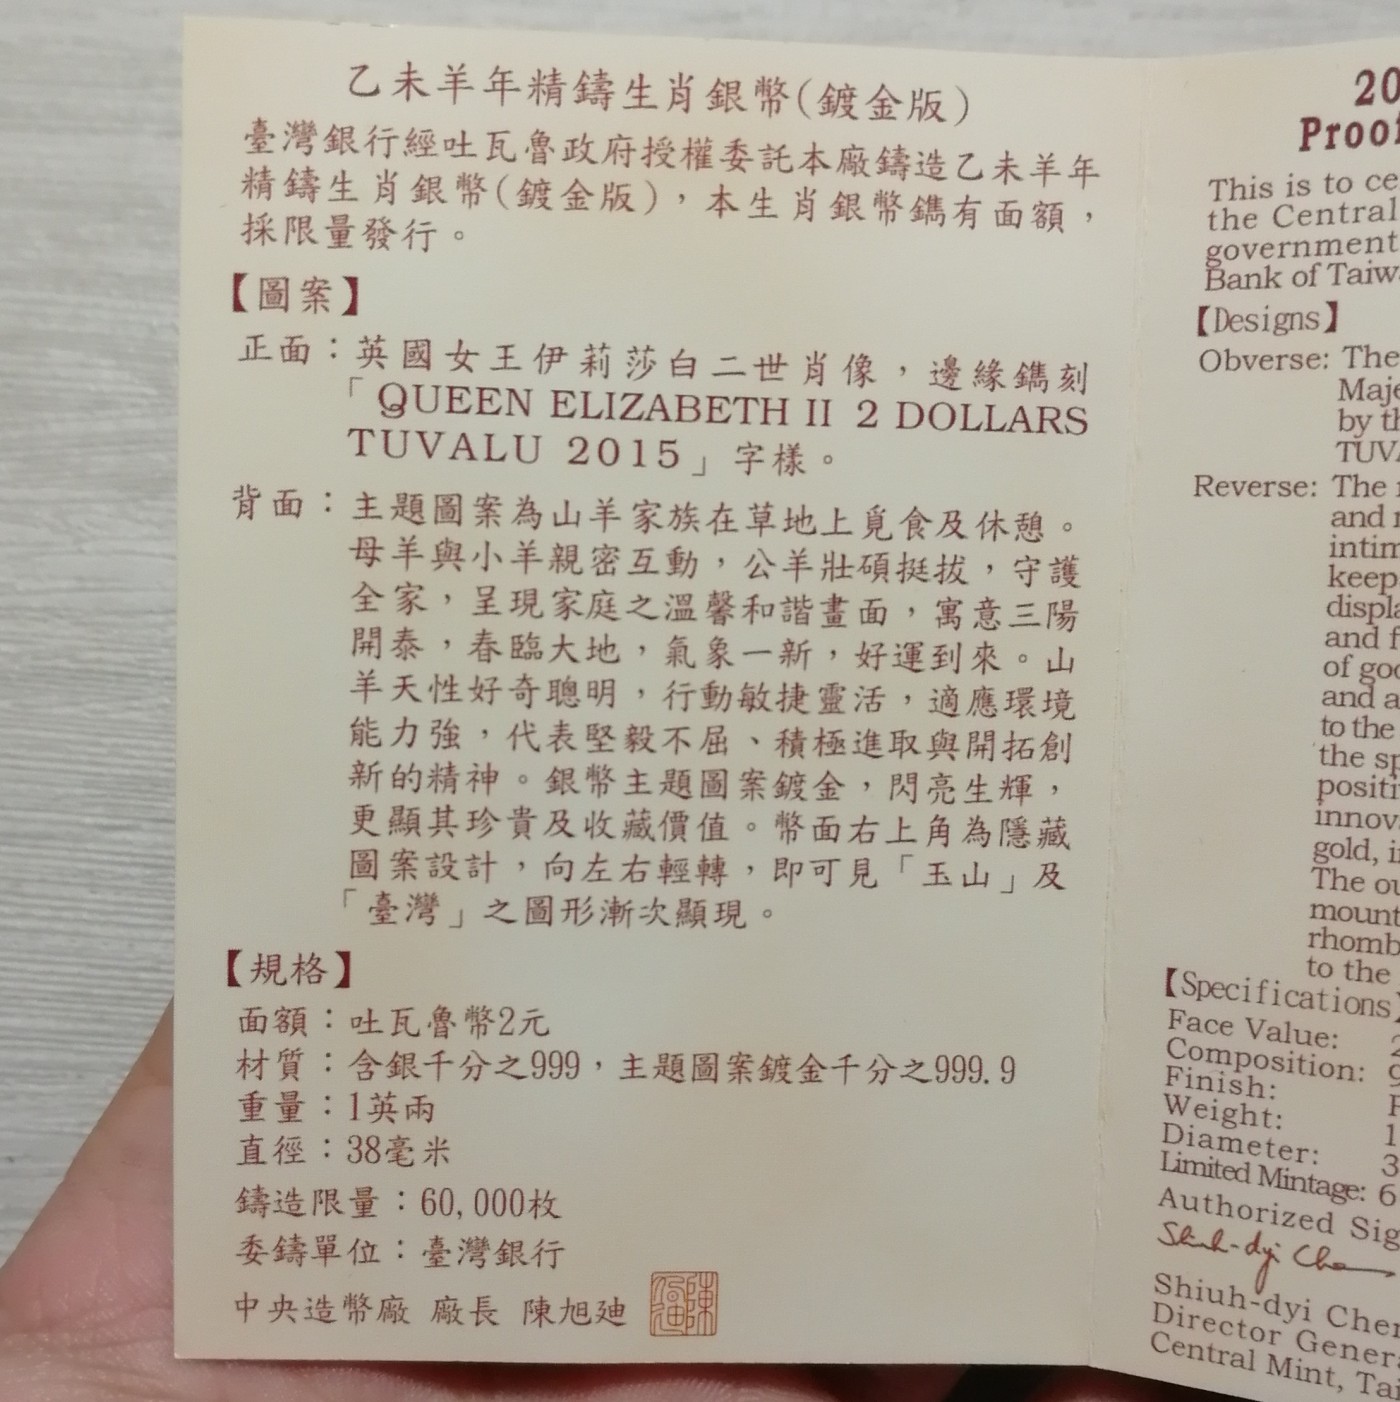 乙未羊年精鑄生肖銀幣(鍍金版)
臺灣銀行經吐瓦魯政府授權委託本廠鑄造乙未羊年
精鑄生肖銀幣(鍍金版)，本生肖銀幣鐫有面額，
採限量發行。
【圖案】
正面：英國女王伊莉莎白二世肖像，邊緣鐫刻
「QUEEN ELIZABETH II 2 DOLLARS
TUVALU 2015」字樣。
背面：主題圖案為山羊家族在草地上覓食及休憩。
母羊與小羊親密互動，公羊壯碩挺拔，守護
全家，呈現家庭之溫馨和諧畫面，寓意三陽
開泰，春臨大地，氣象一新，好運到來。山
羊天性好奇聰明，行動敏捷靈活，適應環境
能力強，代表堅毅不屈、積極進取與開拓創
新的精神。銀幣主題圖案鍍金，閃亮生輝，
更顯其珍貴及收藏價值。幣面右上角為隱藏
圖案設計，向左右輕轉，即可見「玉山」及
「臺灣」之圖形漸次顯現。
【規格】
面額：吐瓦魯幣2元
材質：含銀千分之999，主題圖案鍍金千分之999.9
重量：1英兩
直徑：38毫米
鑄造限量：60,000枚
委鑄單位：臺灣銀行
中央造幣廠 廠長 陳旭迪
20
Proof
This is to ce
the Central
government
Bank of Taiw
【Designs】
Obverse: The
Maje
by th
TUVA
Reverse: The
and
intim
keep
displa
and f
of goo
and a
to the
the sp
positi
innov
gold, i
The ou
mount
rhomb
to the
【Specifications】
Face Value: 2
Composition: 9
Finish:
Weight: 1
Diameter: 3
Limited Mintage: 6
Authorized Sig
Shiuh-dyi Che
Shiuh-dyi Cher
Director Genera
Central Mint, Tai